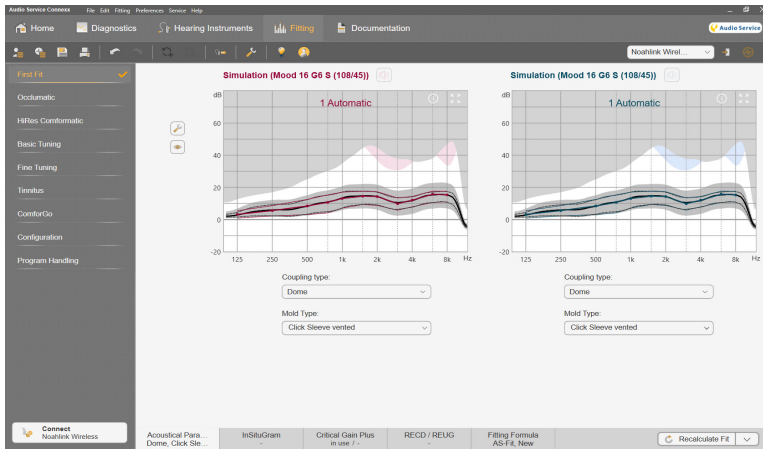 Audio Service Connexx File Edit Fitting Preferences Service Help
Home Diagnostics Hearing Instruments Fitting Documentation Audio Service
Noahlink Wirel...
First Fit
Occlumatic
HiRes Comformatic
Basic Tuning
Fine Tuning
Tinnitus
ComforGo
Configuration
Program Handling
Connect
Noahlink Wireless
Simulation (Mood 16 G6 S (108/45))
dB
1 Automatic
60
40
20
0
-20
125 250 500 1k 2k 4k 8k Hz
Coupling type:
Dome
Mold Type:
Click Sleeve vented
Simulation (Mood 16 G6 S (108/45))
dB
1 Automatic
60
40
20
0
-20
125 250 500 1k 2k 4k 8k Hz
Coupling type:
Dome
Mold Type:
Click Sleeve vented
Acoustical Para...
Dome, Click Sle...
InSituGram
-
Critical Gain Plus
in use / -
RECD / REUG
-
Fitting Formula
AS-Fit, New
Recalculate Fit